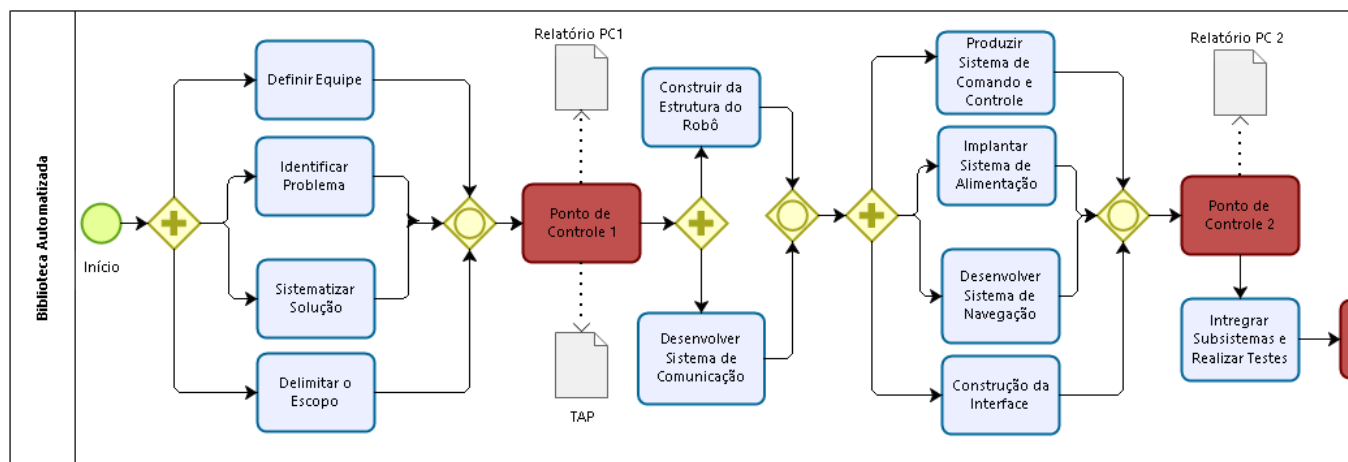 Biblioteca Automatizada
Início
Definir Equipe
Identificar
Problema
Sistematizar
Solução
Delimitar o
Escopo
Relatório PC1
Ponto de
Controle 1
TAP
Construir da
Estrutura do
Robô
Desenvolver
Sistema de
Comunicação
Produzir
Sistema de
Comando e
Controle
Implantar
Sistema de
Alimentação
Desenvolver
Sistema de
Navegação
Construção da
Interface
Relatório PC 2
Ponto de
Controle 2
Intregrar
Subsistemas e
Realizar Testes